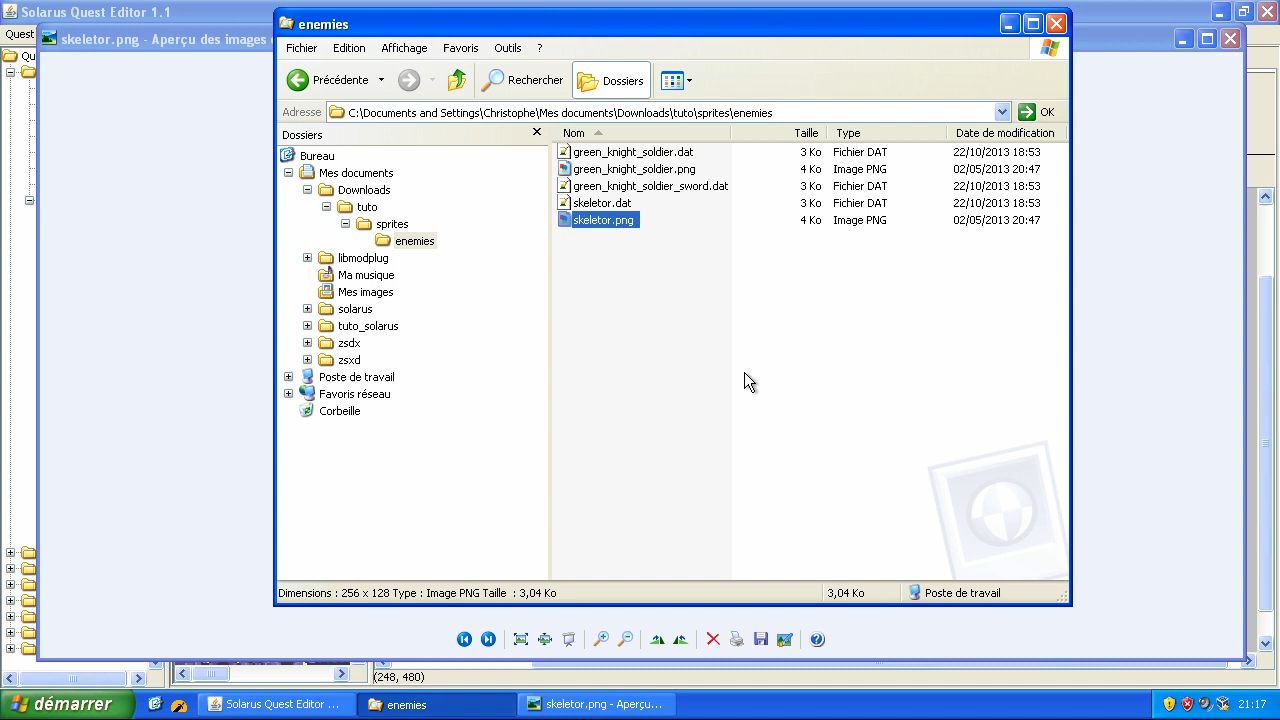 Solarus Quest Editor 1.1
enemies
Quest
skeletor.png - Aperçu des images
Fichier Edition Affichage Favoris Outils ?
Précédente Rechercher Dossiers
Adresse C:\Documents and Settings\Christophe\Mes documents\Downloads\tuto\sprites\enemies OK
Dossiers
Nom Taille Type Date de modification
Bureau
Mes documents
Downloads
tuto
sprites
enemies
libmodplug
Ma musique
Mes images
solarus
tuto_solarus
zsdx
zsxd
Poste de travail
Favoris réseau
Corbeille
green_knight_soldier.dat 3 Ko Fichier DAT 22/10/2013 18:53
green_knight_soldier.png 4 Ko Image PNG 02/05/2013 20:47
green_knight_soldier_sword.dat 3 Ko Fichier DAT 22/10/2013 18:53
skeletor.dat 3 Ko Fichier DAT 22/10/2013 18:53
skeletor.png 4 Ko Image PNG 02/05/2013 20:47
Dimensions : 256 x 128 Type : Image PNG Taille : 3,04 Ko 3,04 Ko Poste de travail
(248, 480)
démarrer Solarus Quest Editor ... enemies skeletor.png - Aperçu... 21:17